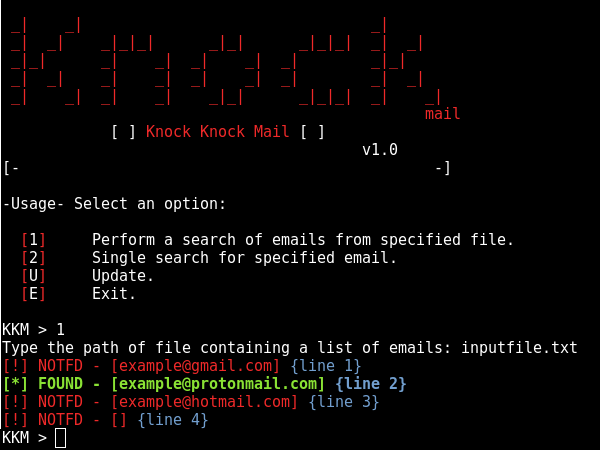 Knock
mail
[ ] Knock Knock Mail [ ]
v1.0
[- -]
-Usage- Select an option:
[1] Perform a search of emails from specified file.
[2] Single search for specified email.
[U] Update.
[E] Exit.
KKM > 1
Type the path of file containing a list of emails: inputfile.txt
[!] NOTFD - [example@gmail.com] {line 1}
[*] FOUND - [example@protonmail.com] {line 2}
[!] NOTFD - [example@hotmail.com] {line 3}
[!] NOTFD - [] {line 4}
KKM >